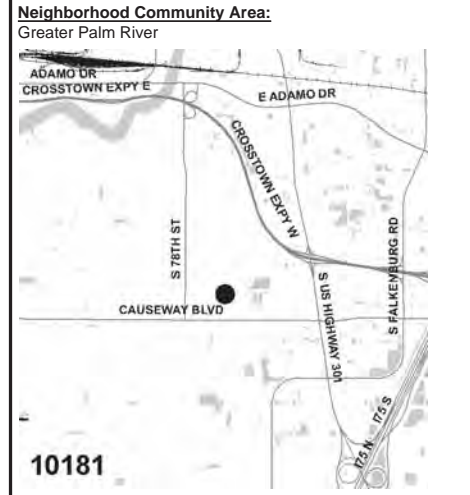 Neighborhood Community Area:
Greater Palm River
ADAMO DR
CROSSTOWN EXPY E
E ADAMO DR
CROSSTOWN EXPY W
S 78TH ST
S US HIGHWAY 301
S FALKENBURG RD
CAUSEWAY BLVD
I75 N
I75 S
10181